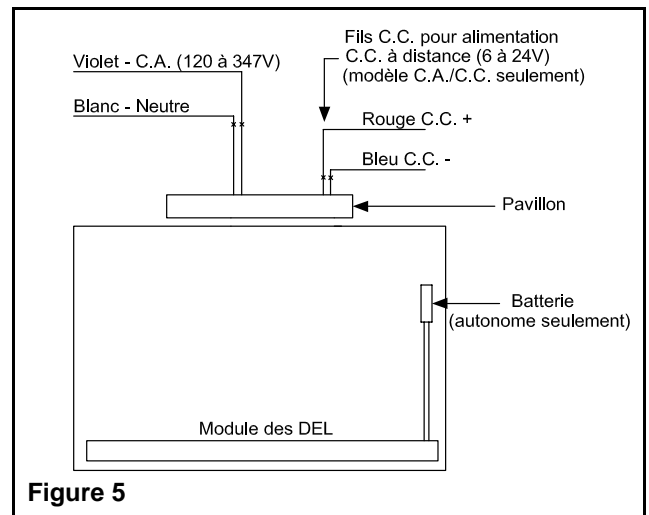 Violet - C.A. (120 à 347V)
Blanc - Neutre
Fils C.C. pour alimentation
C.C. à distance (6 à 24V)
(modèle C.A./C.C. seulement)
Rouge C.C. +
Bleu C.C. -
Pavillon
Batterie
(autonome seulement)
Module des DEL
Figure 5